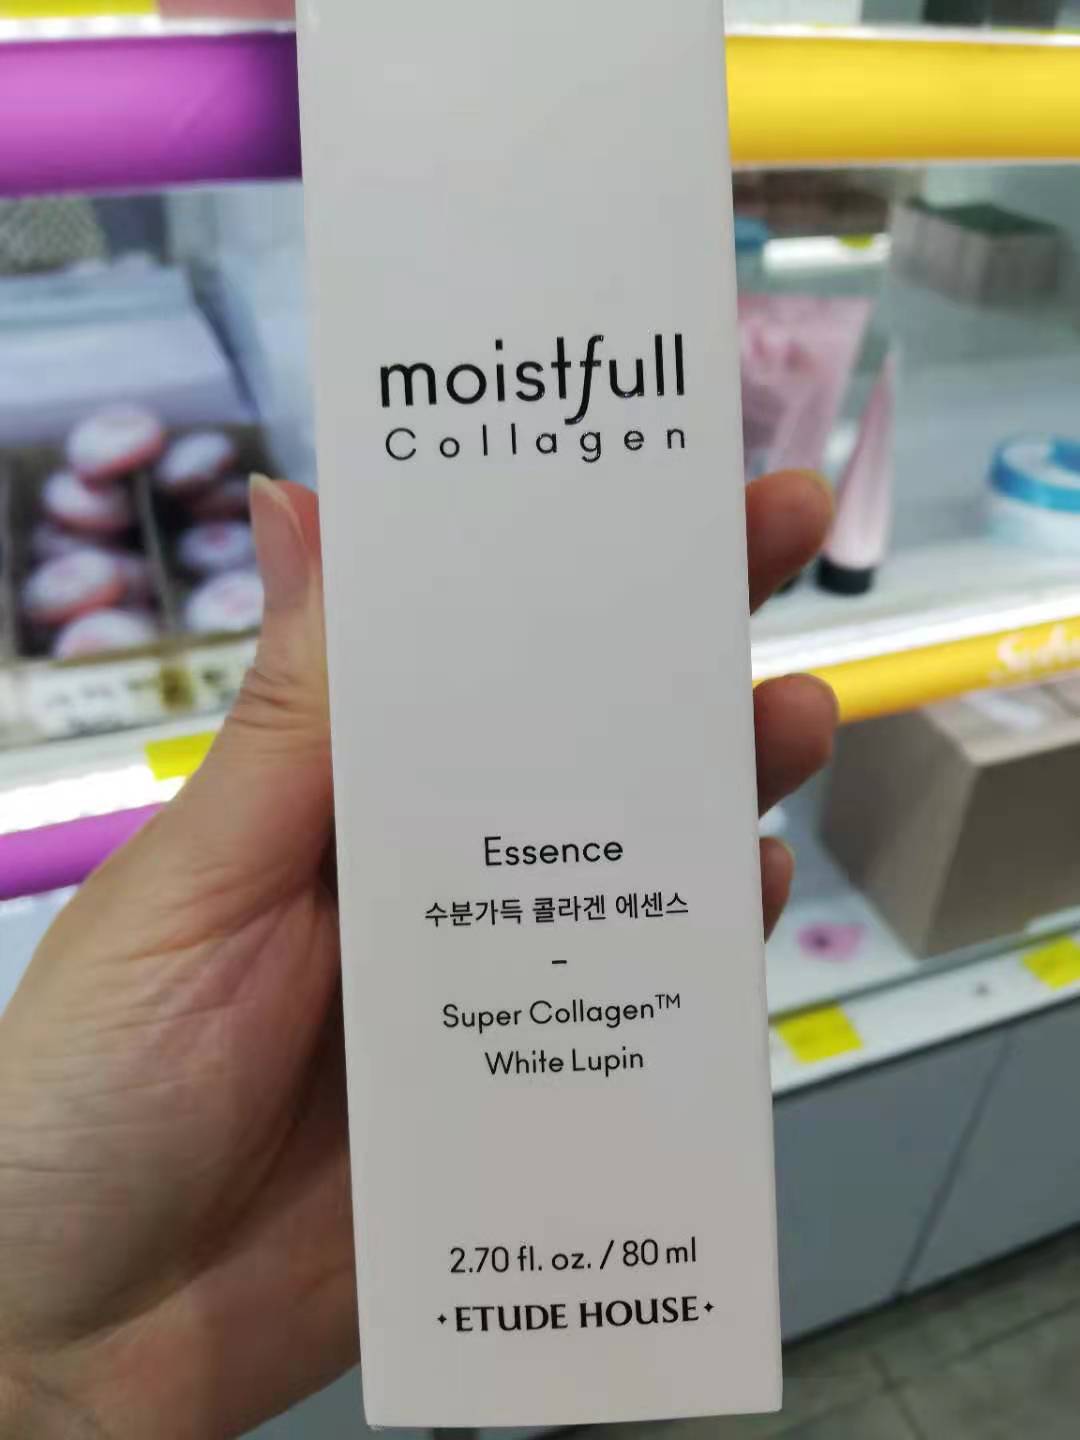 moistfull
Collagen
Essence
수분가득 콜라겐 에센스
-
Super Collagen™
White Lupin
2.70 fl. oz. / 80 ml
ETUDE HOUSE